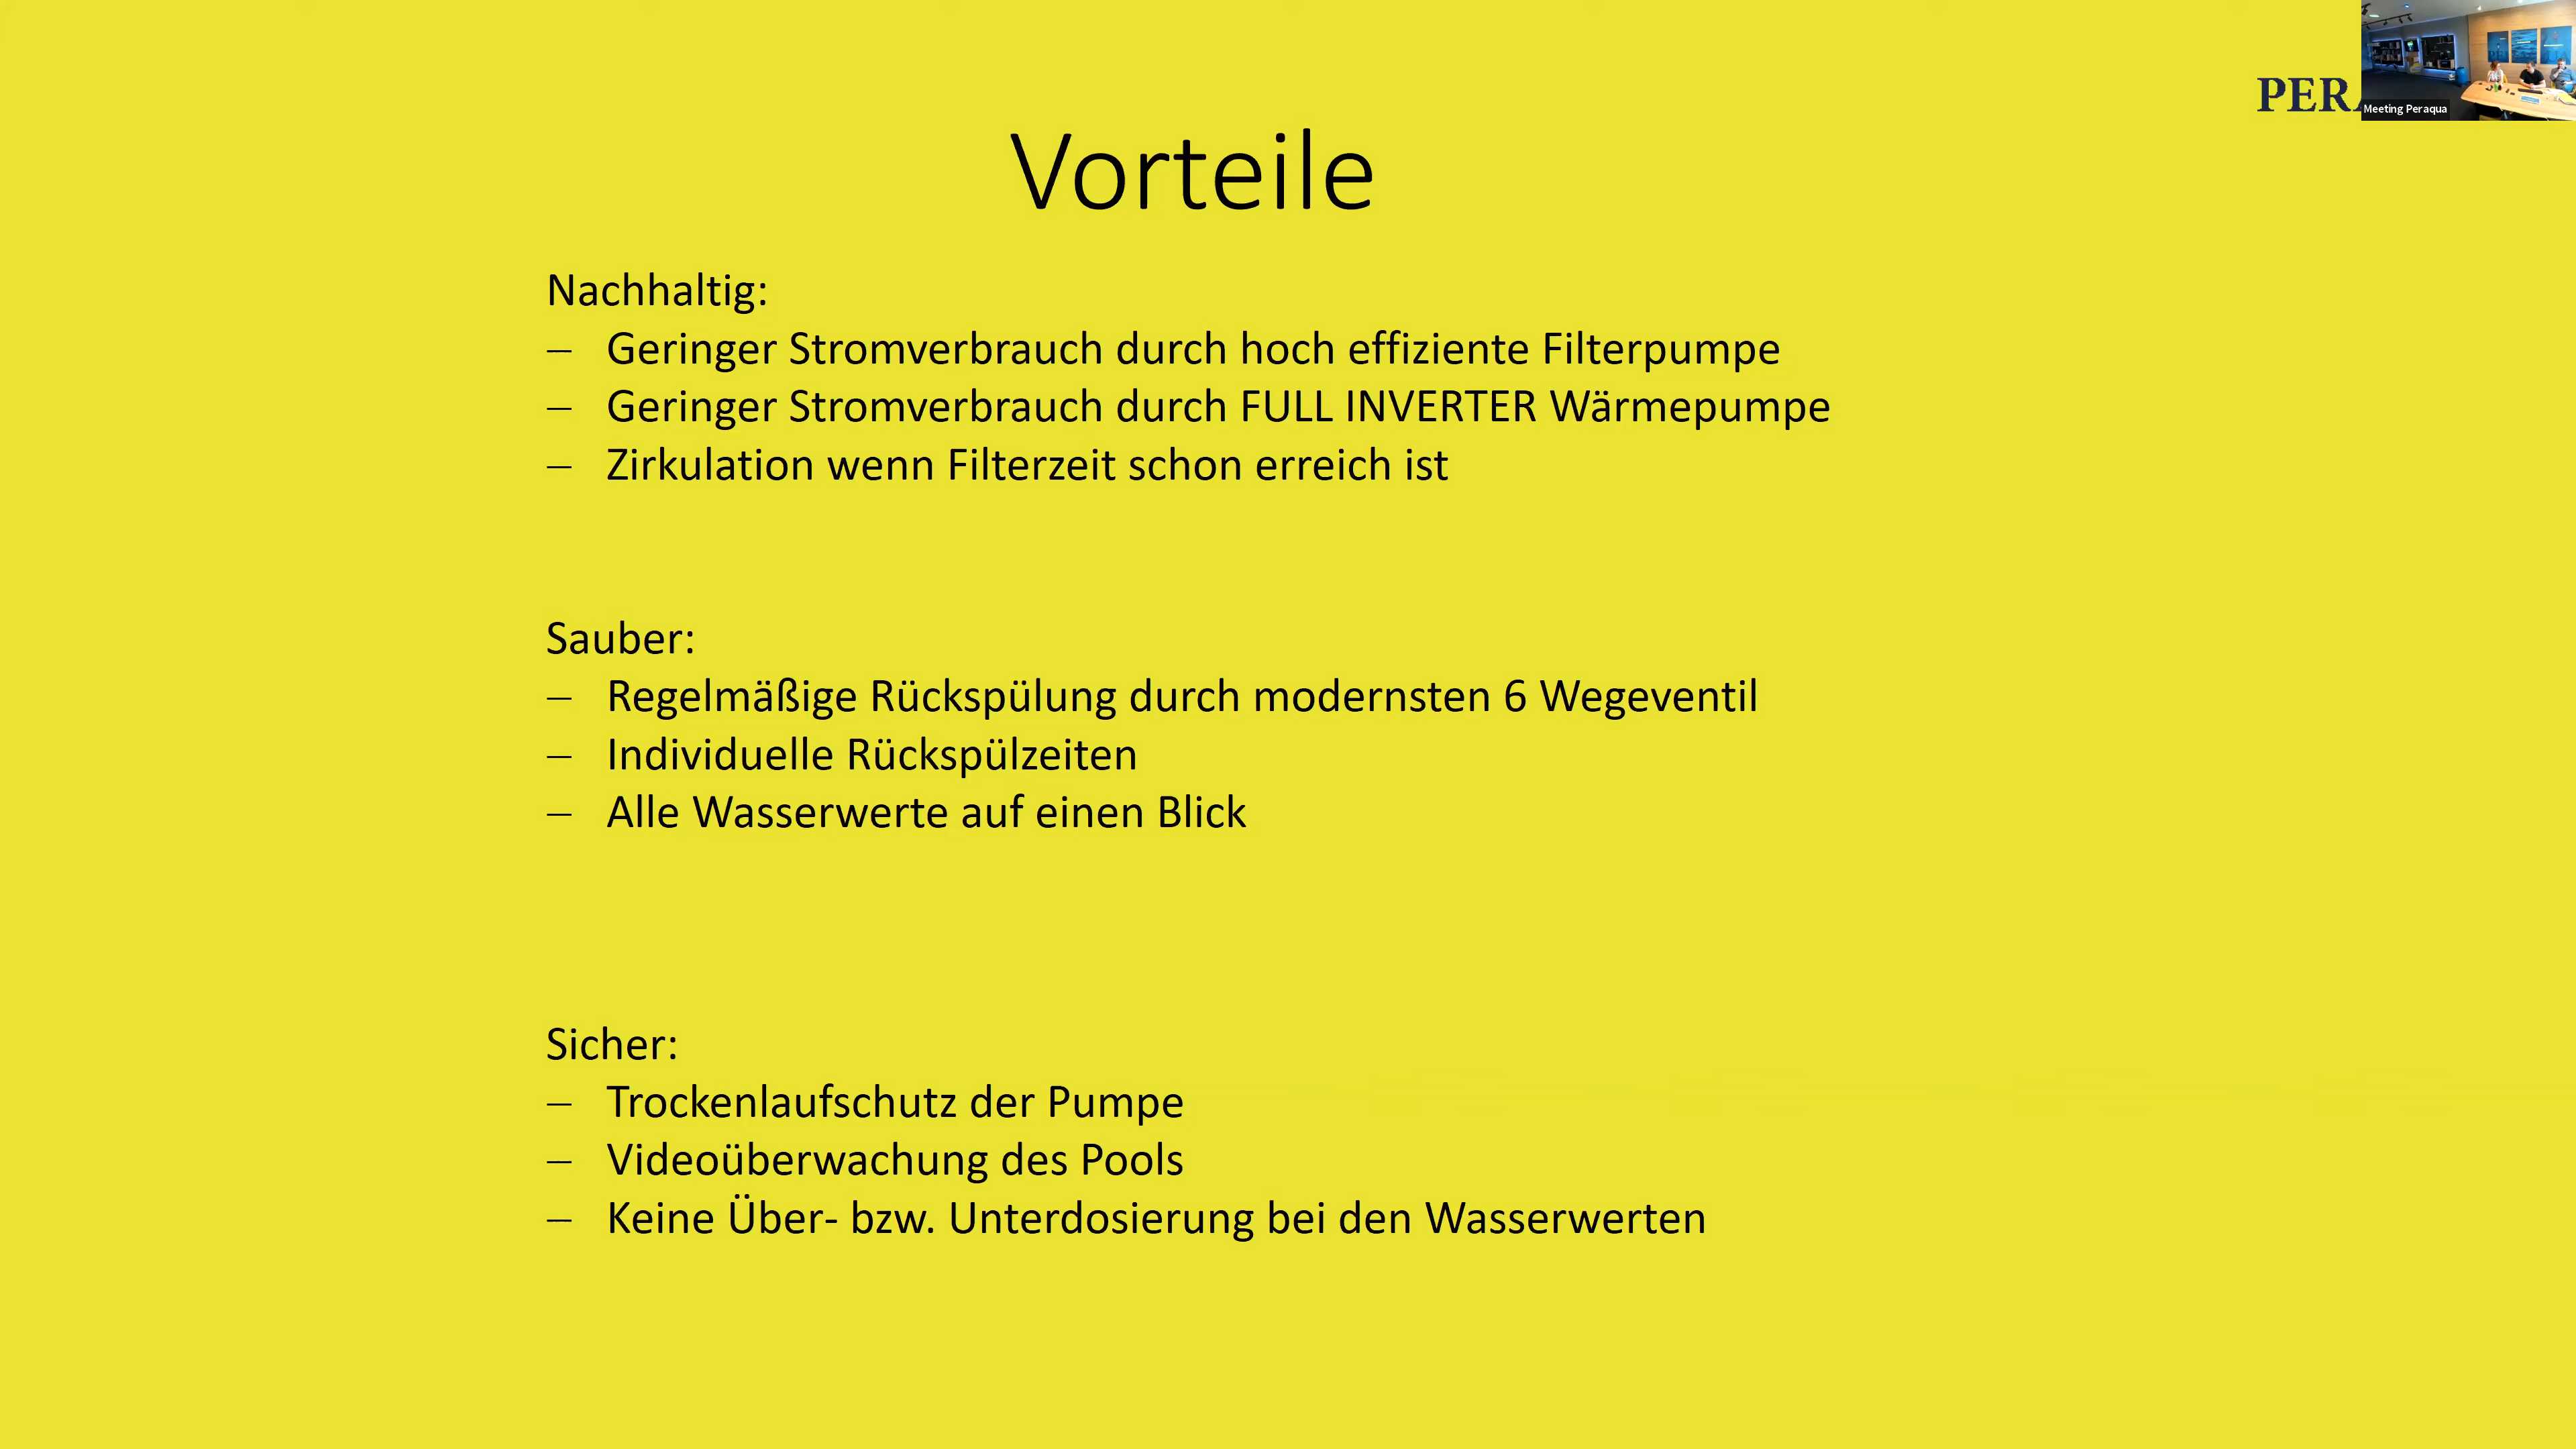 PERA
Meeting Peraqua
Vorteile
Nachhaltig:
– Geringer Stromverbrauch durch hoch effiziente Filterpumpe
– Geringer Stromverbrauch durch FULL INVERTER Wärmepumpe
– Zirkulation wenn Filterzeit schon erreich ist
Sauber:
– Regelmäßige Rückspülung durch modernsten 6 Wegeventil
– Individuelle Rückspülzeiten
– Alle Wasserwerte auf einen Blick
Sicher:
– Trockenlaufschutz der Pumpe
– Videoüberwachung des Pools
– Keine Über- bzw. Unterdosierung bei den Wasserwerten